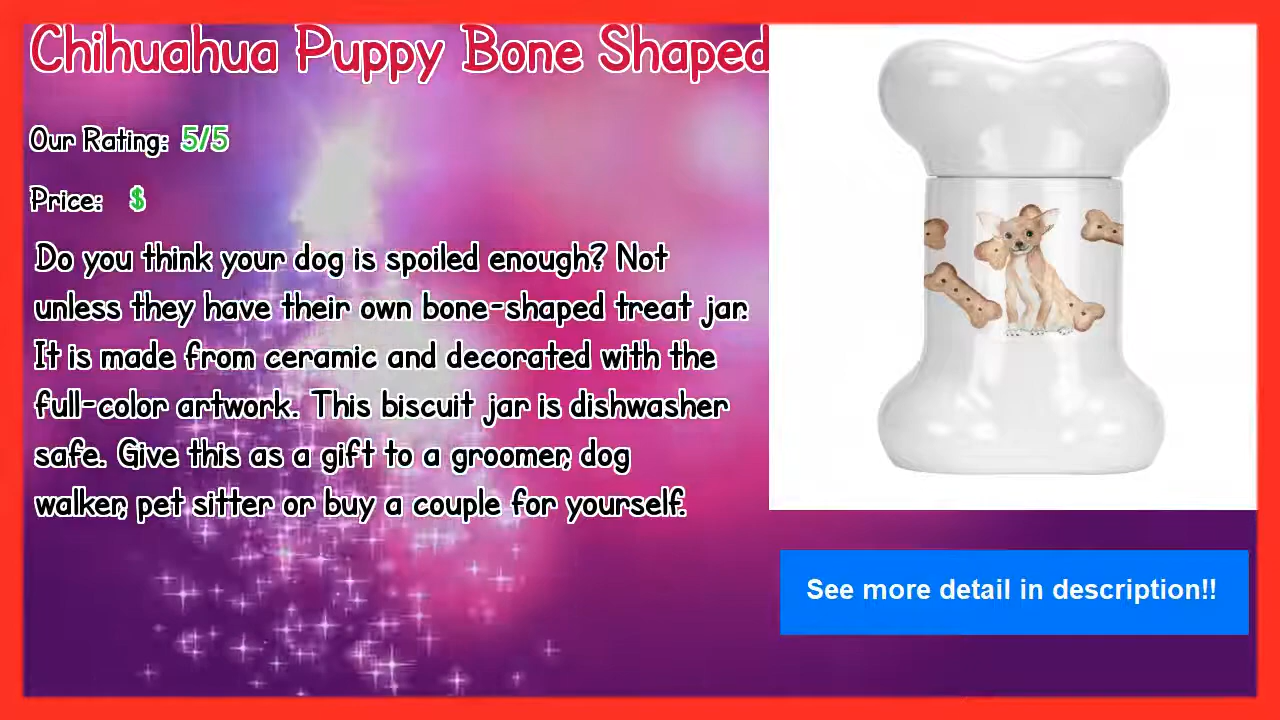 Chihuahua Puppy Bone Shaped
Our Rating: 5/5
Price: $
Do you think your dog is spoiled enough? Not
unless they have their own bone-shaped treat jar.
It is made from ceramic and decorated with the
full-color artwork. This biscuit jar is dishwasher
safe. Give this as a gift to a groomer, dog
walker, pet sitter or buy a couple for yourself.
See more detail in description!!